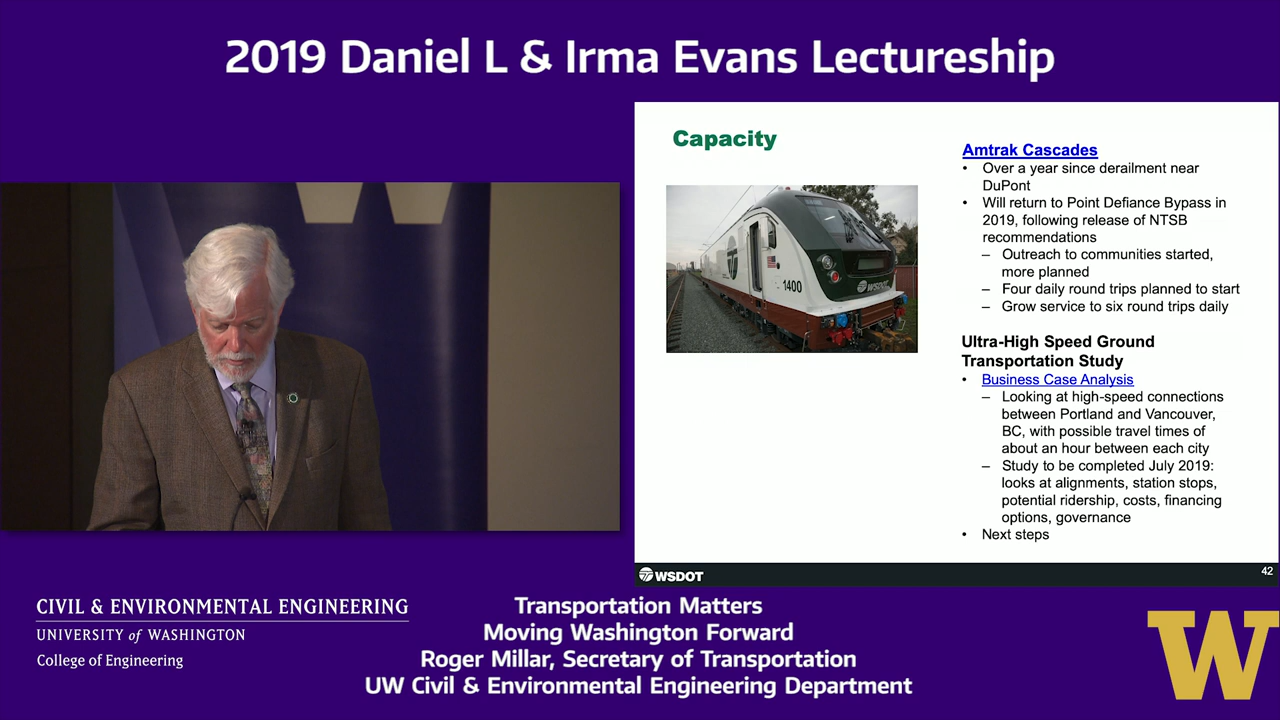 2019 Daniel L & Irma Evans Lectureship
Capacity
1400
WSDOT
Amtrak Cascades
• Over a year since derailment near
DuPont
• Will return to Point Defiance Bypass in
2019, following release of NTSB
recommendations
– Outreach to communities started,
more planned
– Four daily round trips planned to start
– Grow service to six round trips daily
Ultra-High Speed Ground
Transportation Study
• Business Case Analysis
– Looking at high-speed connections
between Portland and Vancouver,
BC, with possible travel times of
about an hour between each city
– Study to be completed July 2019:
looks at alignments, station stops,
potential ridership, costs, financing
options, governance
• Next steps
WSDOT
42
CIVIL & ENVIRONMENTAL ENGINEERING
UNIVERSITY of WASHINGTON
College of Engineering
Transportation Matters
Moving Washington Forward
Roger Millar, Secretary of Transportation
UW Civil & Environmental Engineering Department
W